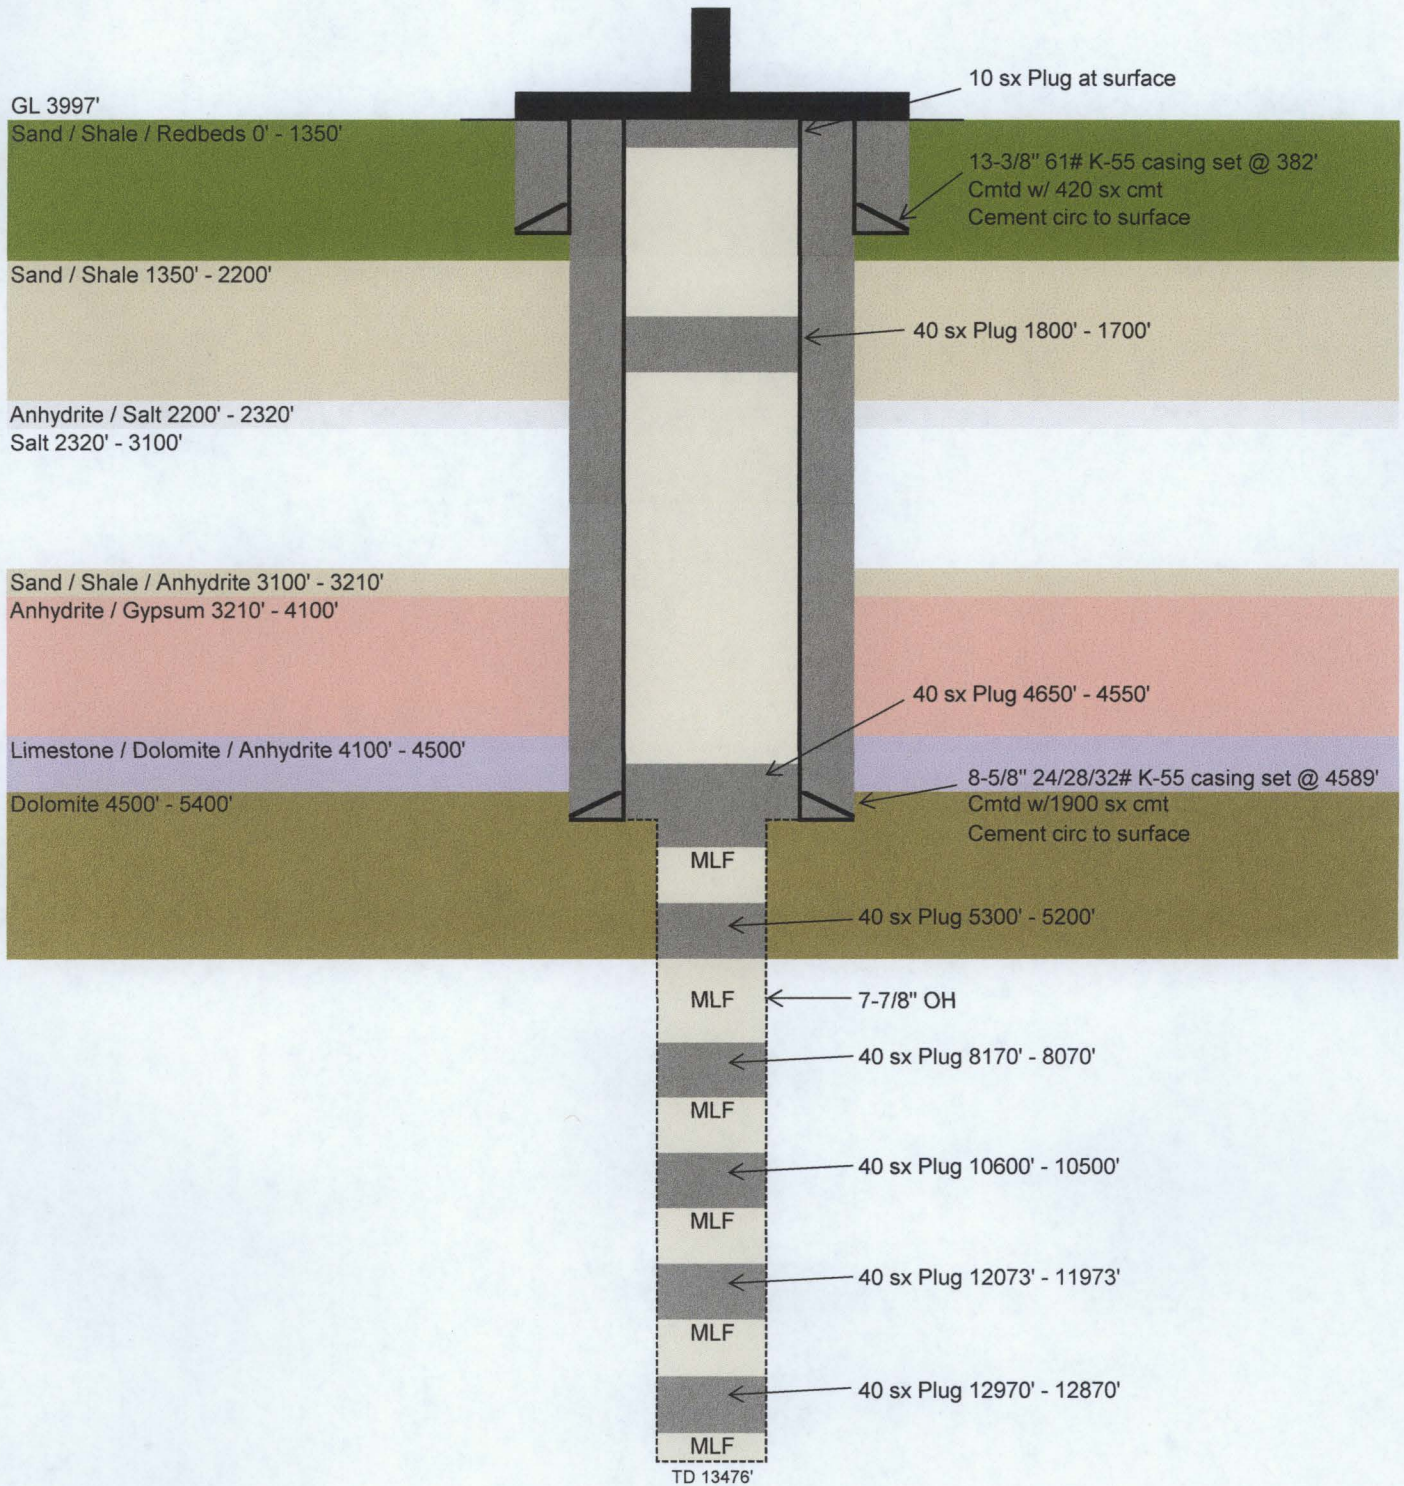 10 sx Plug at surface
GL 3997'
Sand / Shale / Redbeds 0' - 1350'
13-3/8" 61# K-55 casing set @ 382'
Cmtd w/ 420 sx cmt
Cement circ to surface
Sand / Shale 1350' - 2200'
40 sx Plug 1800' - 1700'
Anhydrite / Salt 2200' - 2320'
Salt 2320' - 3100'
Sand / Shale / Anhydrite 3100' - 3210'
Anhydrite / Gypsum 3210' - 4100'
40 sx Plug 4650' - 4550'
Limestone / Dolomite / Anhydrite 4100' - 4500'
8-5/8" 24/28/32# K-55 casing set @ 4589'
Cmtd w/1900 sx cmt
Cement circ to surface
Dolomite 4500' - 5400'
MLF
40 sx Plug 5300' - 5200'
MLF
7-7/8" OH
40 sx Plug 8170' - 8070'
MLF
40 sx Plug 10600' - 10500'
MLF
40 sx Plug 12073' - 11973'
MLF
40 sx Plug 12970' - 12870'
MLF
TD 13476'